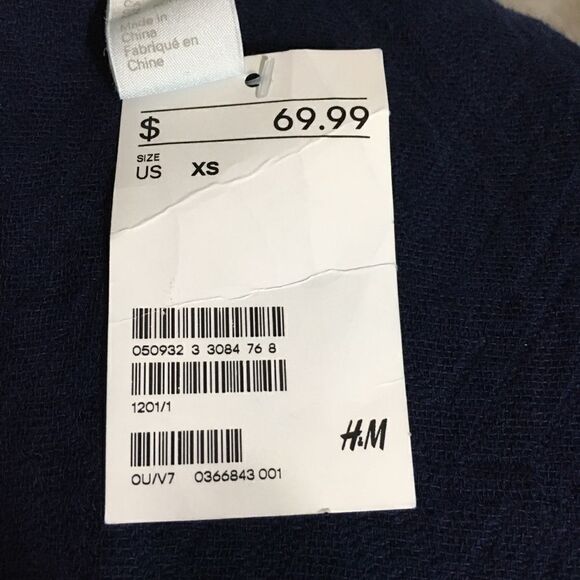 Made in
China
Fabriqué en
Chine
$ 69.99
SIZE
US XS
050932 3 3084 76 8
1201/1
H&M
0U/V7 0366843 001